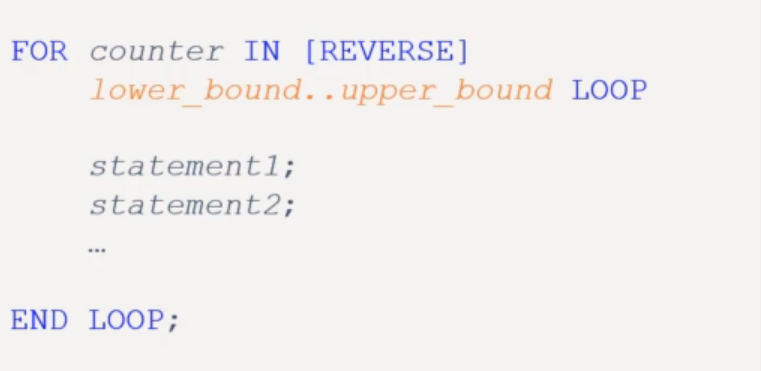 FOR counter IN [REVERSE]
lower_bound..upper_bound LOOP
statement1;
statement2;
…
END LOOP;